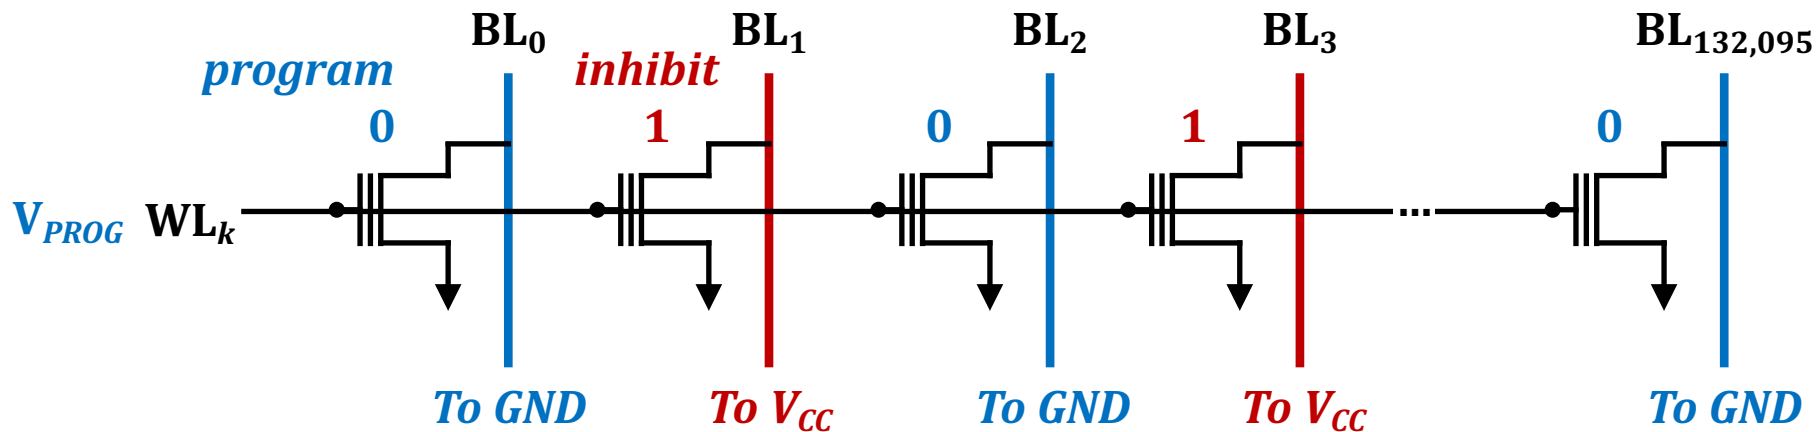 BL0 BL1 BL2 BL3 BL132,095
program inhibit
0 1 0 1 0
VPROG WLk ...
To GND To VCC To GND To VCC To GND